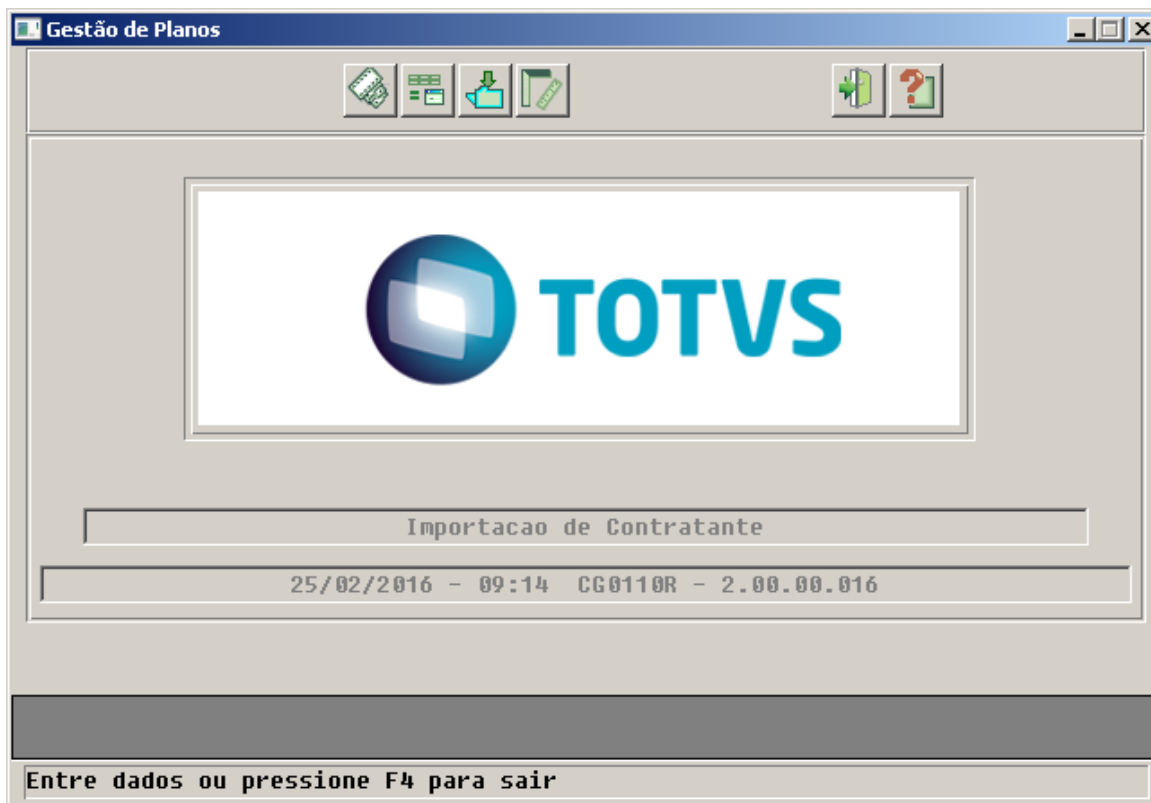 Gestão de Planos
TOTVS
Importacao de Contratante
25/02/2016 - 09:14 CG0110R - 2.00.00.016
Entre dados ou pressione F4 para sair